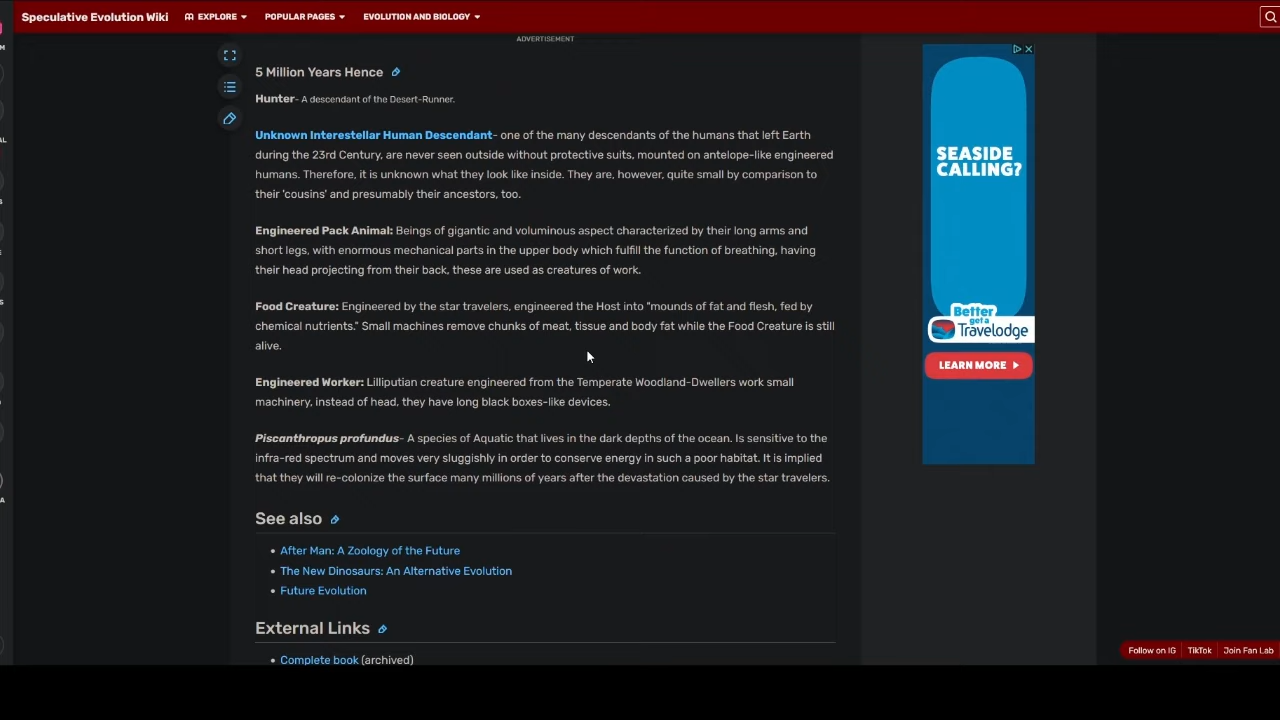 Speculative Evolution Wiki
EXPLORE
POPULAR PAGES
EVOLUTION AND BIOLOGY
ADVERTISEMENT
5 Million Years Hence
Hunter- A descendant of the Desert-Runner.
Unknown Interestellar Human Descendant- one of the many descendants of the humans that left Earth
during the 23rd Century, are never seen outside without protective suits, mounted on antelope-like engineered
humans. Therefore, it is unknown what they look like inside. They are, however, quite small by comparison to
their 'cousins' and presumably their ancestors, too.
Engineered Pack Animal: Beings of gigantic and voluminous aspect characterized by their long arms and
short legs, with enormous mechanical parts in the upper body which fulfill the function of breathing, having
their head projecting from their back, these are used as creatures of work.
Food Creature: Engineered by the star travelers, engineered the Host into "mounds of fat and flesh, fed by
chemical nutrients." Small machines remove chunks of meat, tissue and body fat while the Food Creature is still
alive.
Engineered Worker: Lilliputian creature engineered from the Temperate Woodland-Dwellers work small
machinery, instead of head, they have long black boxes-like devices.
Piscanthropus profundus- A species of Aquatic that lives in the dark depths of the ocean. Is sensitive to the
infra-red spectrum and moves very sluggishly in order to conserve energy in such a poor habitat. It is implied
that they will re-colonize the surface many millions of years after the devastation caused by the star travelers.
See also
After Man: A Zoology of the Future
The New Dinosaurs: An Alternative Evolution
Future Evolution
External Links
Complete book (archived)
SEASIDE
CALLING?
Better
get a
Travelodge
LEARN MORE
Follow on IG
TikTok
Join Fan Lab